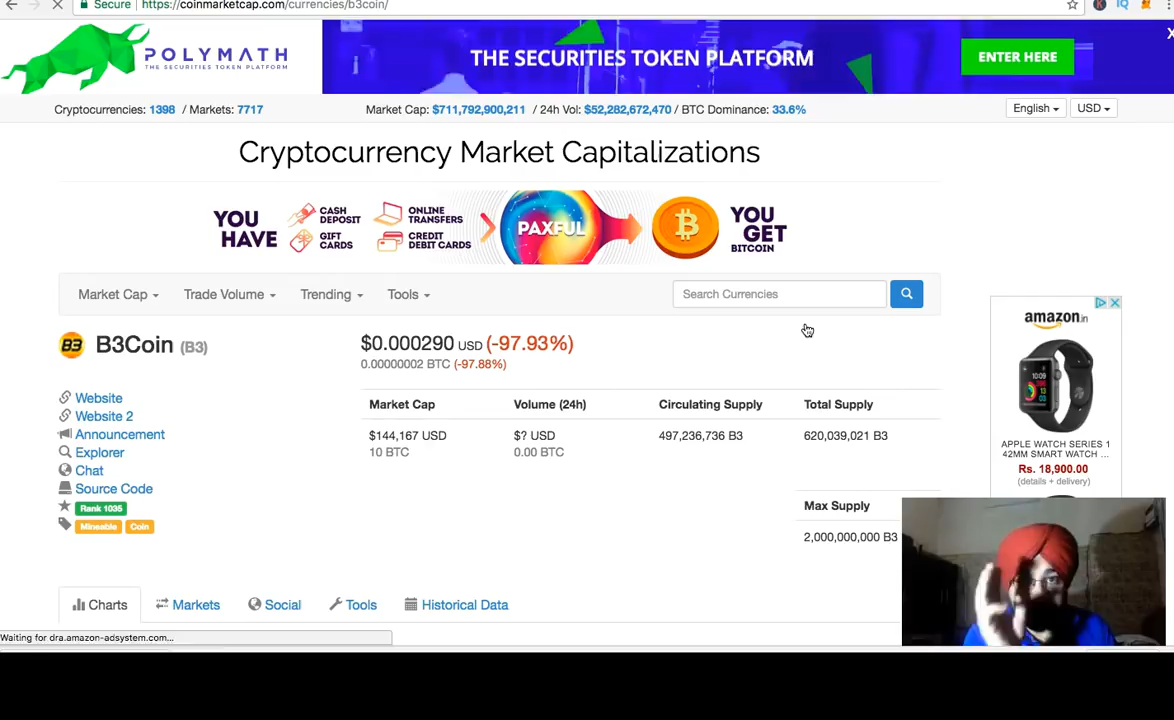 Secure
https://coinmarketcap.com/currencies/b3coin/
POLYMATH
THE SECURITIES TOKEN PLATFORM
THE SECURITIES TOKEN PLATFORM
ENTER HERE
X
Cryptocurrencies: 1398 / Markets: 7717
Market Cap: $711,792,900,211 / 24h Vol: $52,282,672,470 / BTC Dominance: 33.6%
English
USD
Cryptocurrency Market Capitalizations
YOU HAVE
CASH DEPOSIT
GIFT CARDS
ONLINE TRANSFERS
CREDIT DEBIT CARDS
PAXFUL
YOU GET
BITCOIN
Market Cap
Trade Volume
Trending
Tools
Search Currencies
B3
B3Coin (B3)
$0.000290 USD (-97.93%)
0.00000002 BTC (-97.88%)
Website
Website 2
Announcement
Explorer
Chat
Source Code
Rank 1035
Mineable
Coin
Market Cap
$144,167 USD
10 BTC
Volume (24h)
$? USD
0.00 BTC
Circulating Supply
497,236,736 B3
Total Supply
620,039,021 B3
Max Supply
2,000,000,000 B3
amazon.in
APPLE WATCH SERIES 1
42MM SMART WATCH ...
Rs. 18,900.00
(details + delivery)
Charts
Markets
Social
Tools
Historical Data
Waiting for dra.amazon-adsystem.com...